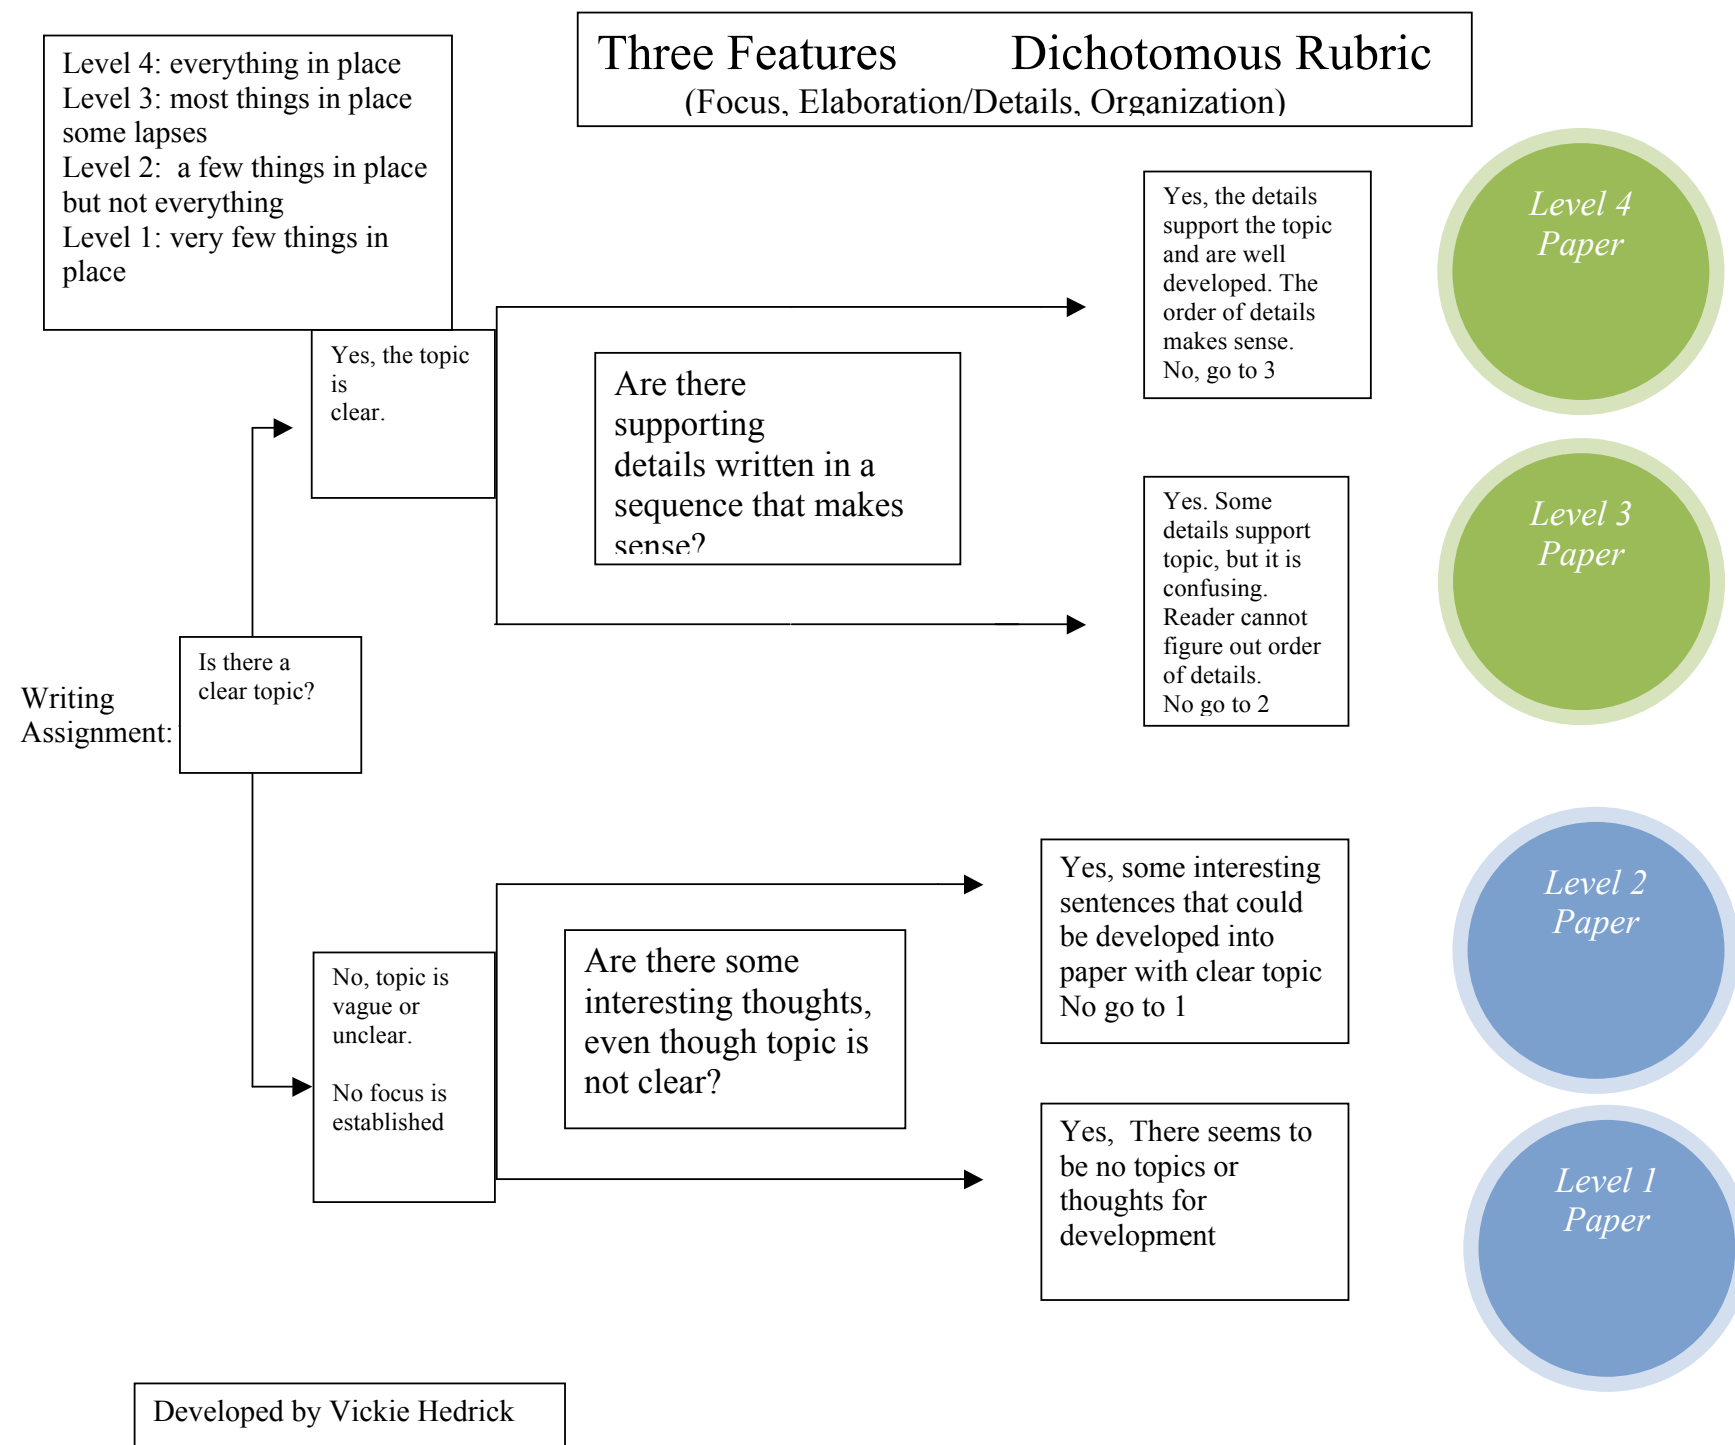 Three Features Dichotomous Rubric
(Focus, Elaboration/Details, Organization)
Level 4: everything in place
Level 3: most things in place
some lapses
Level 2: a few things in place
but not everything
Level 1: very few things in
place
Writing
Assignment:
Is there a
clear topic?
Yes, the topic
is
clear.
Are there
supporting
details written in a
sequence that makes
sense?
Yes, the details
support the topic
and are well
developed. The
order of details
makes sense.
No, go to 3
Level 4
Paper
Yes. Some
details support
topic, but it is
confusing.
Reader cannot
figure out order
of details.
No go to 2
Level 3
Paper
No, topic is
vague or
unclear.
No focus is
established
Are there some
interesting thoughts,
even though topic is
not clear?
Yes, some interesting
sentences that could
be developed into
paper with clear topic
No go to 1
Level 2
Paper
Yes, There seems to
be no topics or
thoughts for
development
Level 1
Paper
Developed by Vickie Hedrick